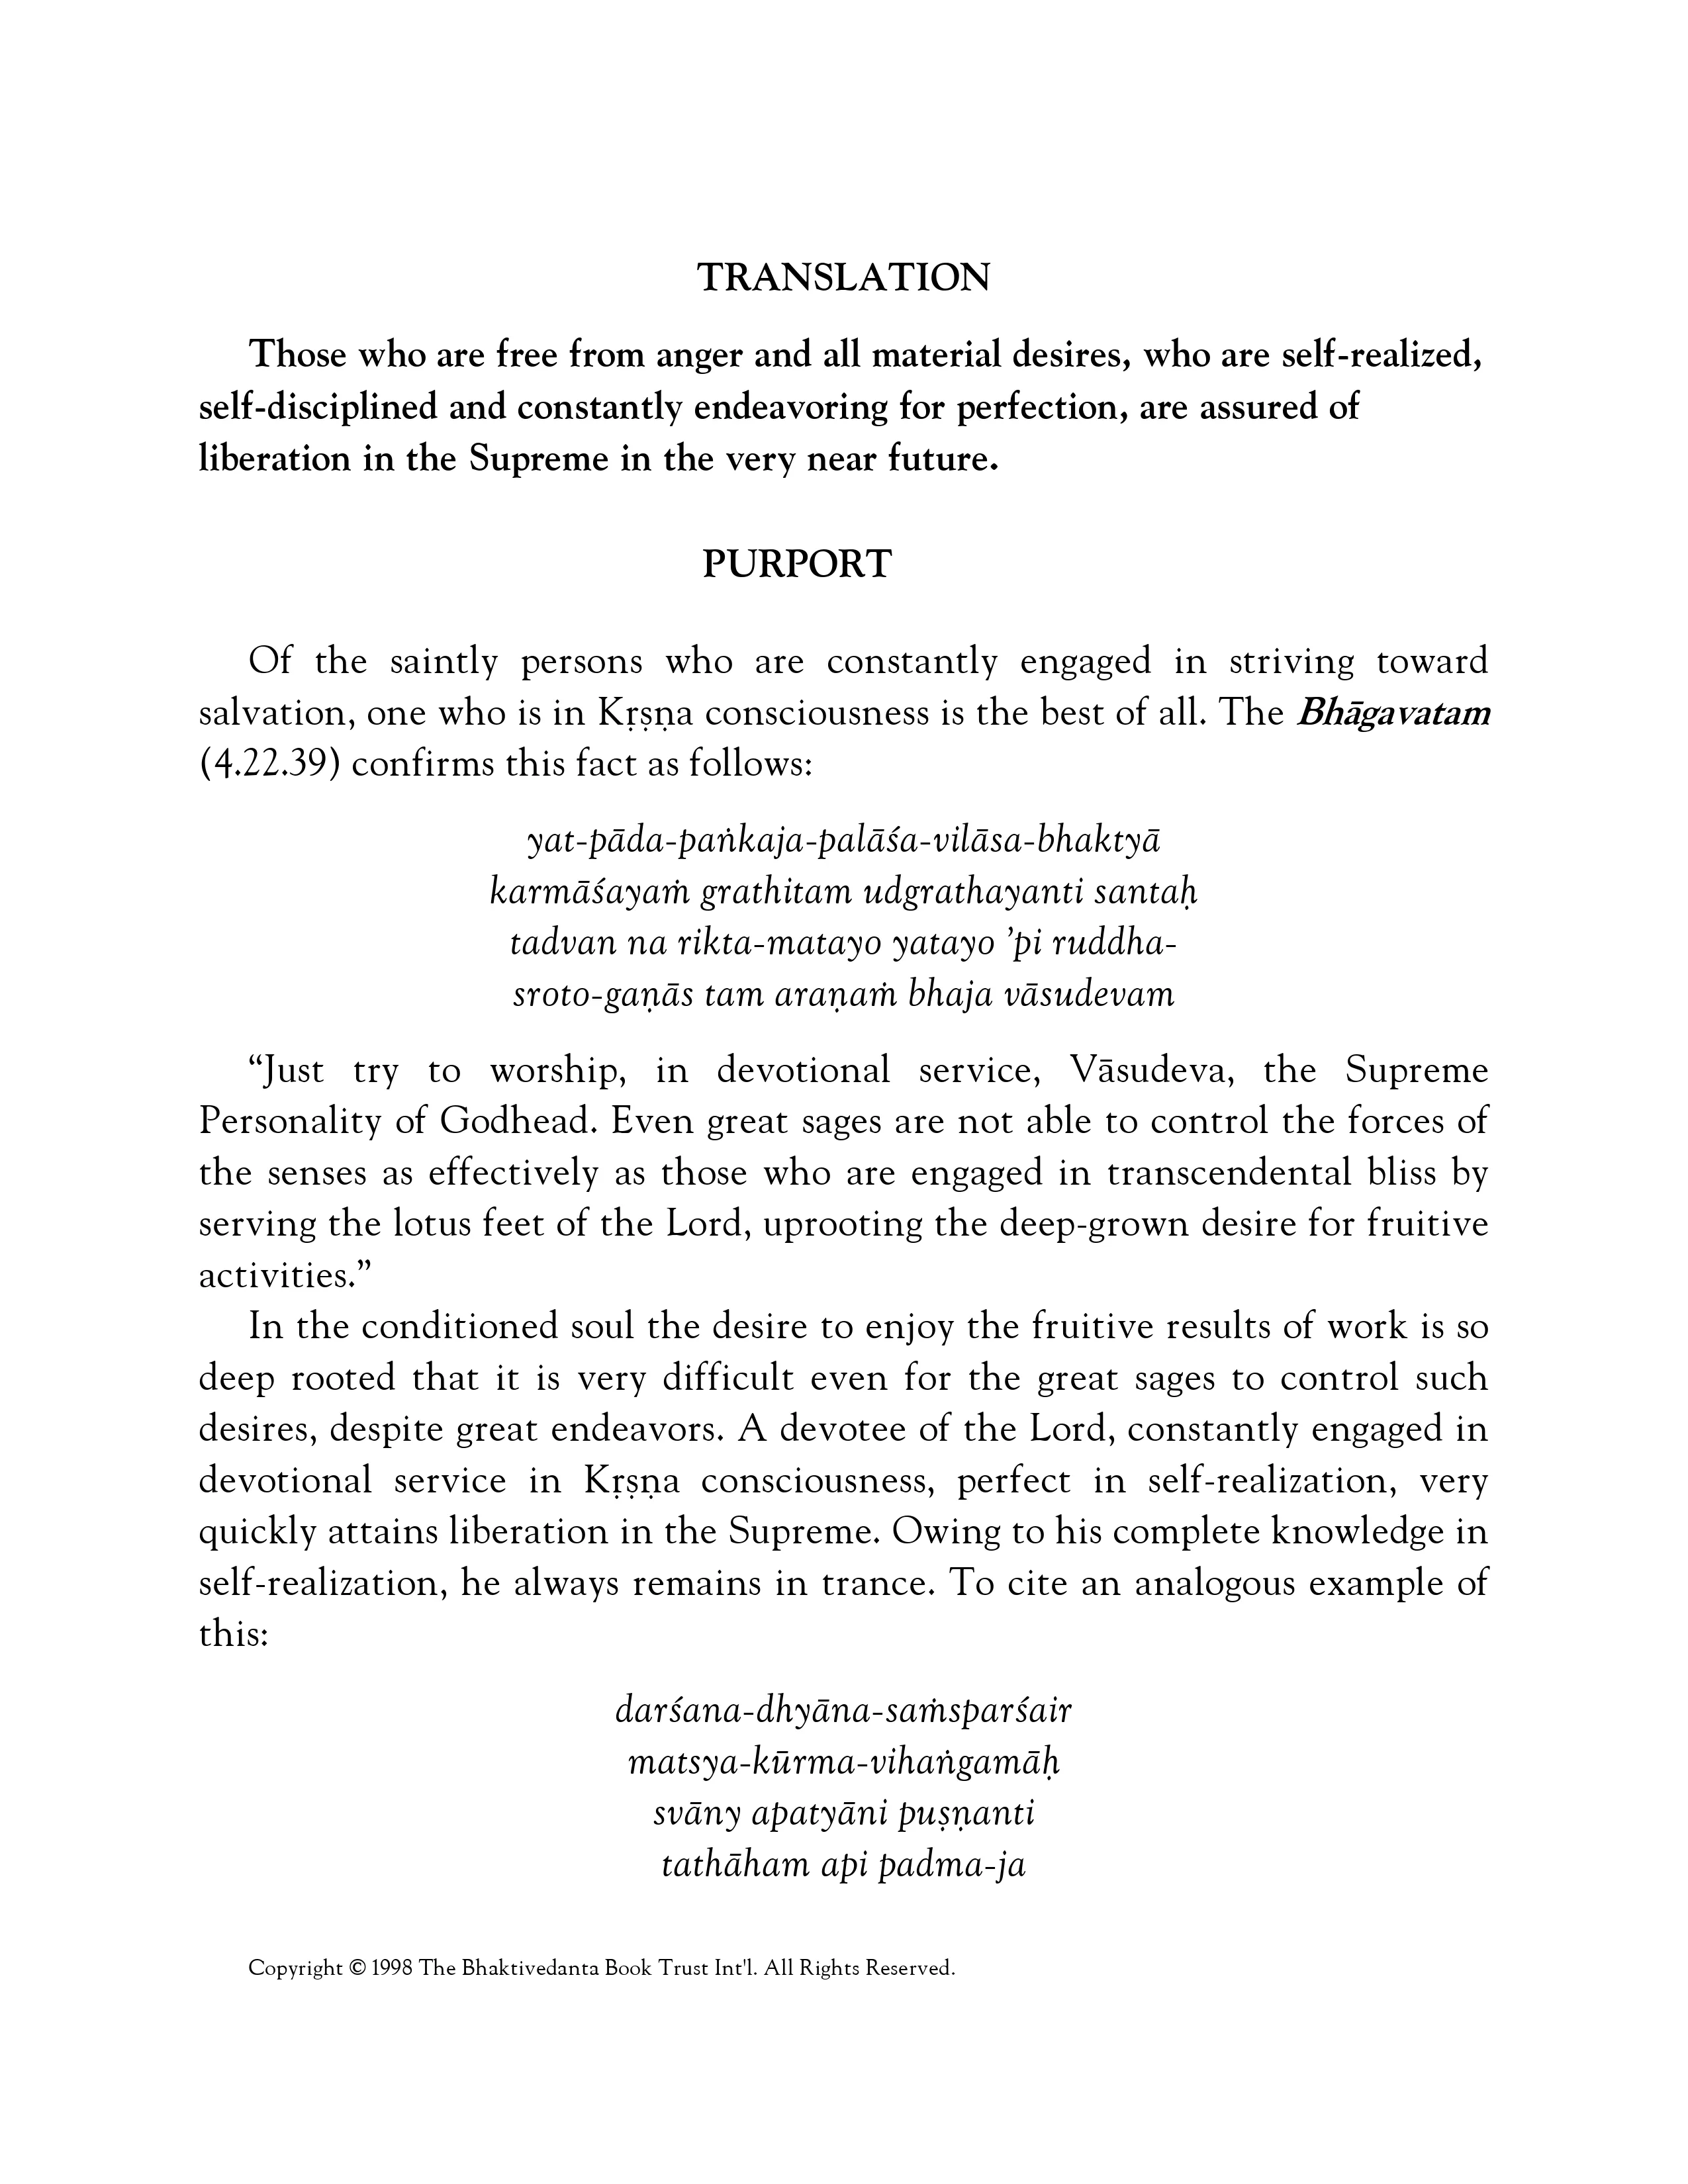 TRANSLATION
Those who are free from anger and all material desires, who are self-realized,
self-disciplined and constantly endeavoring for perfection, are assured of
liberation in the Supreme in the very near future.
PURPORT
Of the saintly persons who are constantly engaged in striving toward
salvation, one who is in Kṛṣṇa consciousness is the best of all. The Bhāgavatam
(4.22.39) confirms this fact as follows:
yat-pāda-paṅkaja-palāśa-vilāsa-bhaktyā
karmāśayaṁ grathitam udgrathayanti santaḥ
tadvan na rikta-matayo yatayo ’pi ruddha-
sroto-gaṇās tam araṇaṁ bhaja vāsudevam
“Just try to worship, in devotional service, Vāsudeva, the Supreme
Personality of Godhead. Even great sages are not able to control the forces of
the senses as effectively as those who are engaged in transcendental bliss by
serving the lotus feet of the Lord, uprooting the deep-grown desire for fruitive
activities.”
In the conditioned soul the desire to enjoy the fruitive results of work is so
deep rooted that it is very difficult even for the great sages to control such
desires, despite great endeavors. A devotee of the Lord, constantly engaged in
devotional service in Kṛṣṇa consciousness, perfect in self-realization, very
quickly attains liberation in the Supreme. Owing to his complete knowledge in
self-realization, he always remains in trance. To cite an analogous example of
this:
darśana-dhyāna-saṁsparśair
matsya-kūrma-vihaṅgamāḥ
svāny apatyāni puṣṇanti
tathāham api padma-ja
Copyright © 1998 The Bhaktivedanta Book Trust Int'l. All Rights Reserved.